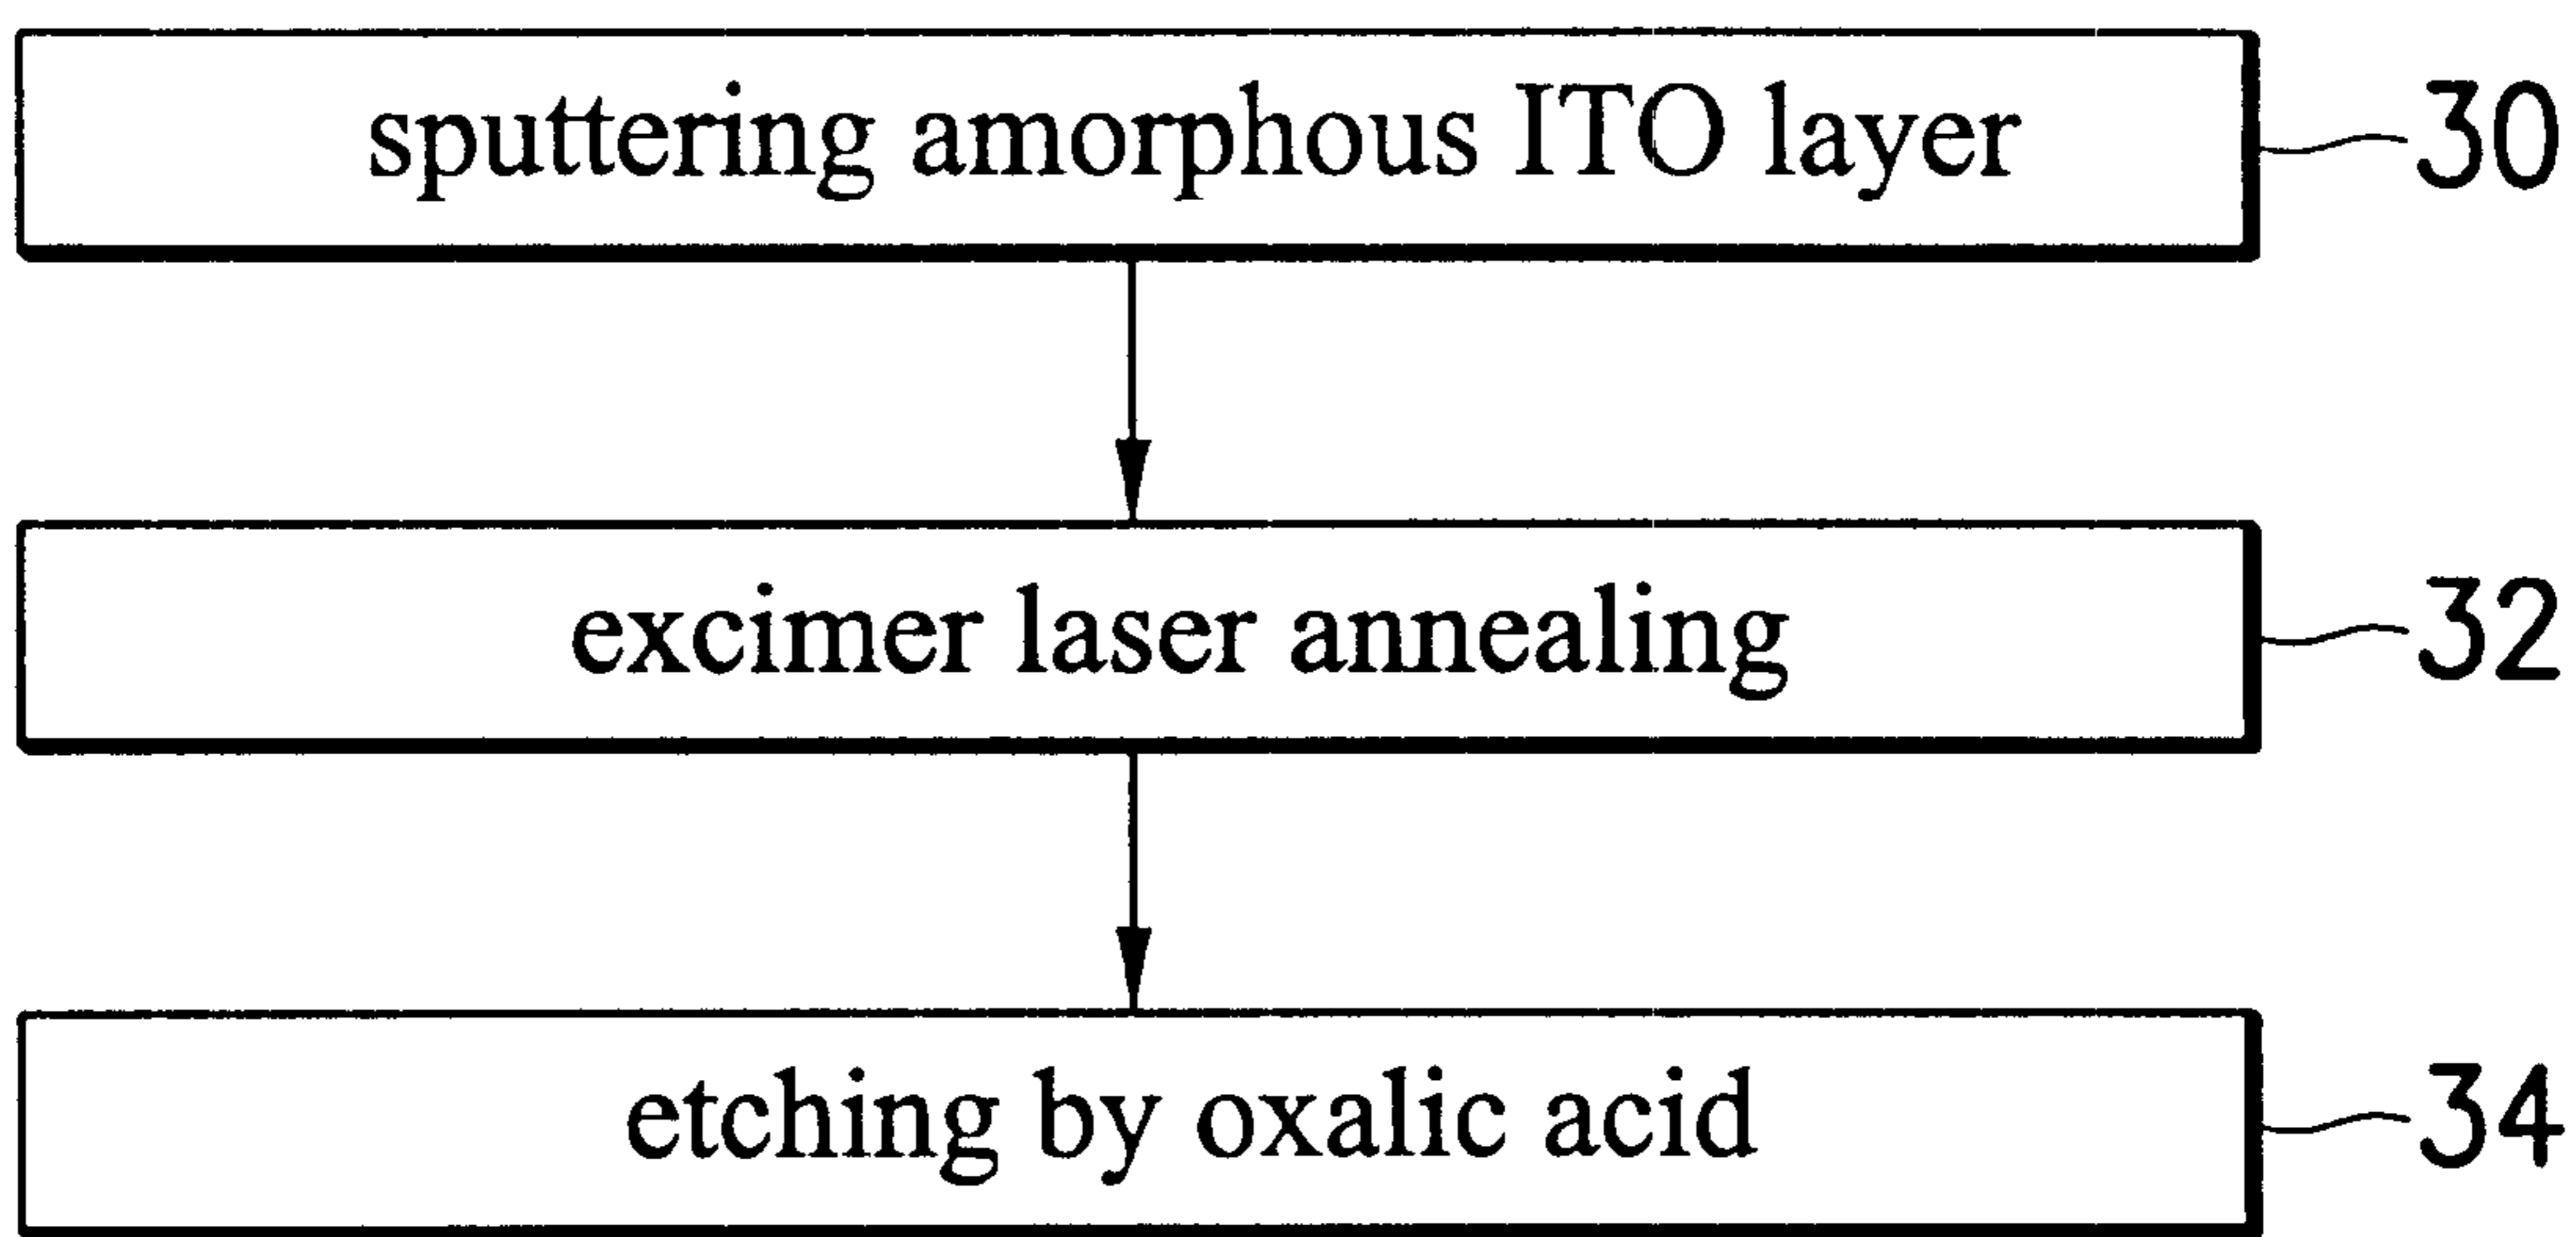 sputtering amorphous ITO layer 30
excimer laser annealing 32
etching by oxalic acid 34